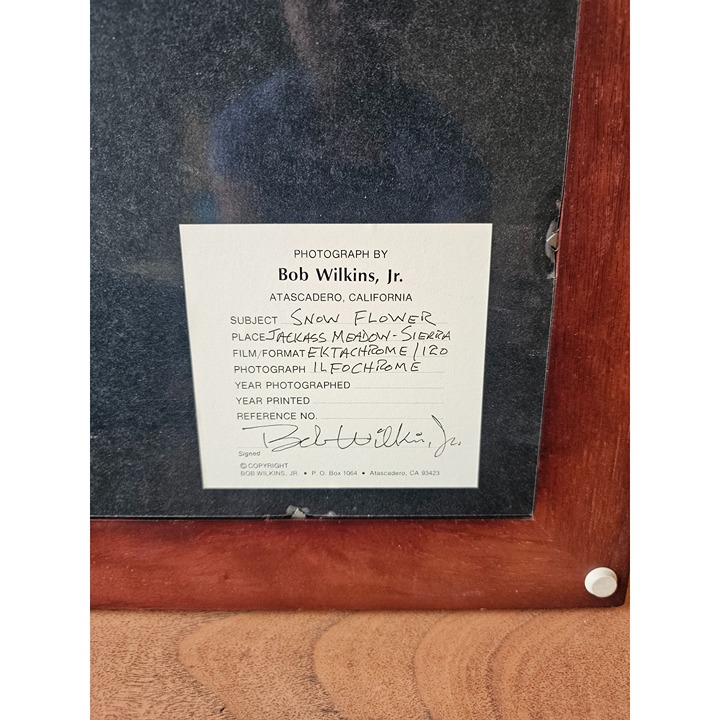 PHOTOGRAPH BY
Bob Wilkins, Jr.
ATASCADERO, CALIFORNIA
SUBJECT SNOW FLOWER
PLACE JACKASS MEADOW - SIERRA
FILM/FORMAT EKTACHROME/120
PHOTOGRAPH ILFOCHROME
YEAR PHOTOGRAPHED
YEAR PRINTED
REFERENCE NO.
Bob Wilkins, Jr.
Signed
© COPYRIGHT
BOB WILKINS, JR. • P. O. Box 1064 • Atascadero, CA 93423